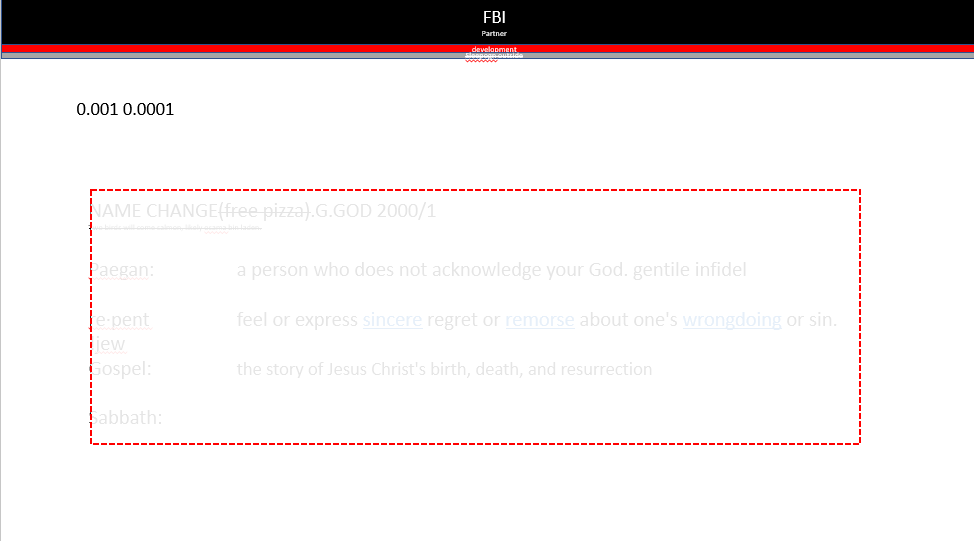 FBI
Partner
development
outside
0.001 0.0001
NAME CHANGE(free pizza).G.GOD 2000/1
Paegan: a person who does not acknowledge your God. gentile infidel
re·pent feel or express sincere regret or remorse about one's wrongdoing or sin.
jew
Gospel: the story of Jesus Christ's birth, death, and resurrection
Sabbath: